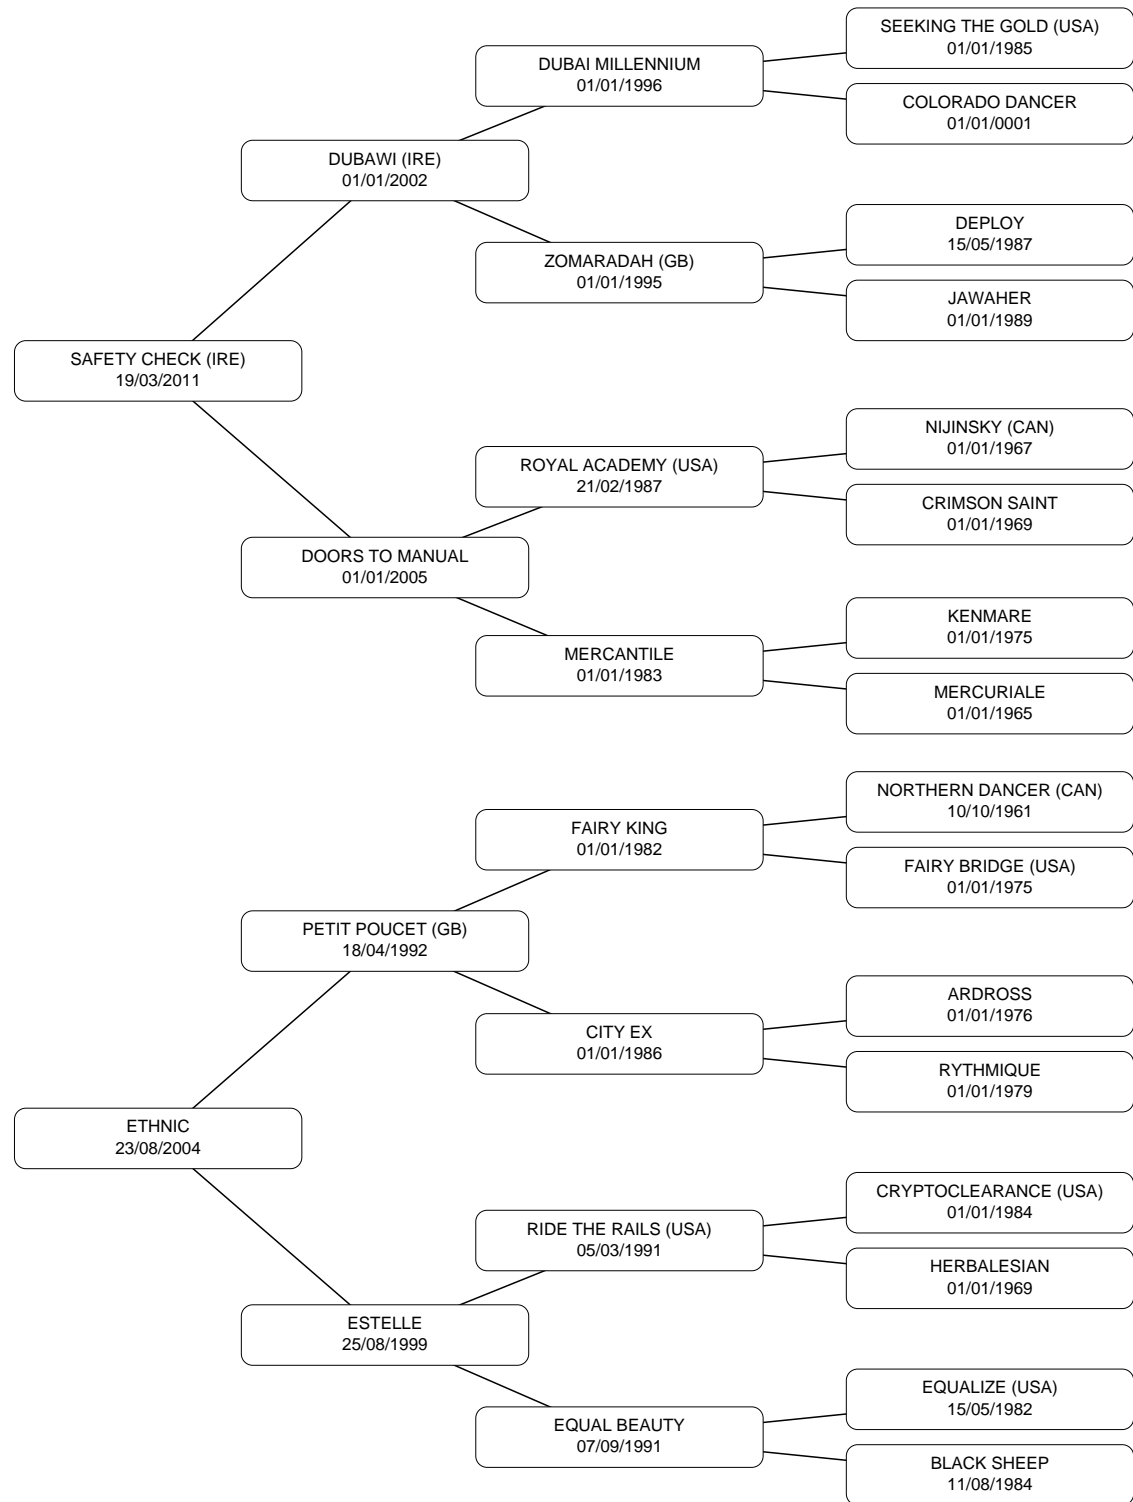 SEEKING THE GOLD (USA)
01/01/1985
DUBAI MILLENNIUM
01/01/1996
COLORADO DANCER
01/01/0001
DUBAWI (IRE)
01/01/2002
DEPLOY
15/05/1987
ZOMARADAH (GB)
01/01/1995
JAWAHER
01/01/1989
SAFETY CHECK (IRE)
19/03/2011
NIJINSKY (CAN)
01/01/1967
ROYAL ACADEMY (USA)
21/02/1987
CRIMSON SAINT
01/01/1969
DOORS TO MANUAL
01/01/2005
KENMARE
01/01/1975
MERCANTILE
01/01/1983
MERCURIALE
01/01/1965
NORTHERN DANCER (CAN)
10/10/1961
FAIRY KING
01/01/1982
FAIRY BRIDGE (USA)
01/01/1975
PETIT POUCET (GB)
18/04/1992
ARDROSS
01/01/1976
CITY EX
01/01/1986
RYTHMIQUE
01/01/1979
ETHNIC
23/08/2004
CRYPTOCLEARANCE (USA)
01/01/1984
RIDE THE RAILS (USA)
05/03/1991
HERBALESIAN
01/01/1969
ESTELLE
25/08/1999
EQUALIZE (USA)
15/05/1982
EQUAL BEAUTY
07/09/1991
BLACK SHEEP
11/08/1984